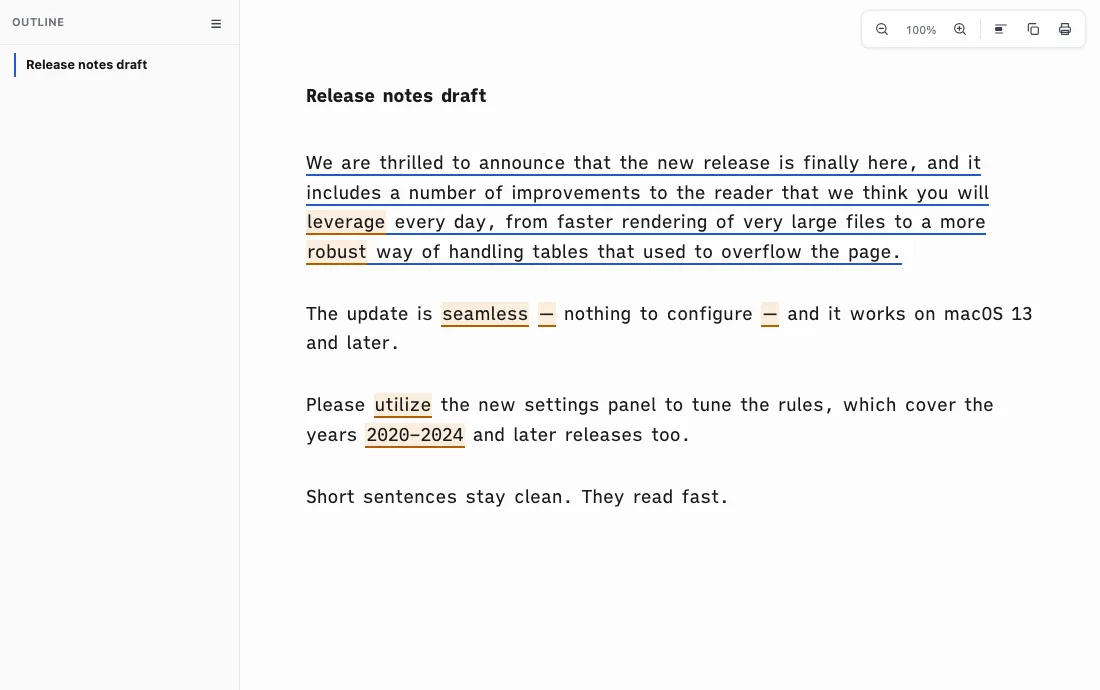 OUTLINE
Release notes draft
100%
Release notes draft
We are thrilled to announce that the new release is finally here, and it
includes a number of improvements to the reader that we think you will
leverage every day, from faster rendering of very large files to a more
robust way of handling tables that used to overflow the page.
The update is seamless — nothing to configure — and it works on macOS 13
and later.
Please utilize the new settings panel to tune the rules, which cover the
years 2020–2024 and later releases too.
Short sentences stay clean. They read fast.